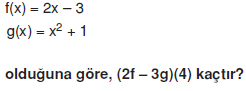 f(x) = 2x – 3
g(x) = x² + 1
olduğuna göre, (2f – 3g)(4) kaçtır?